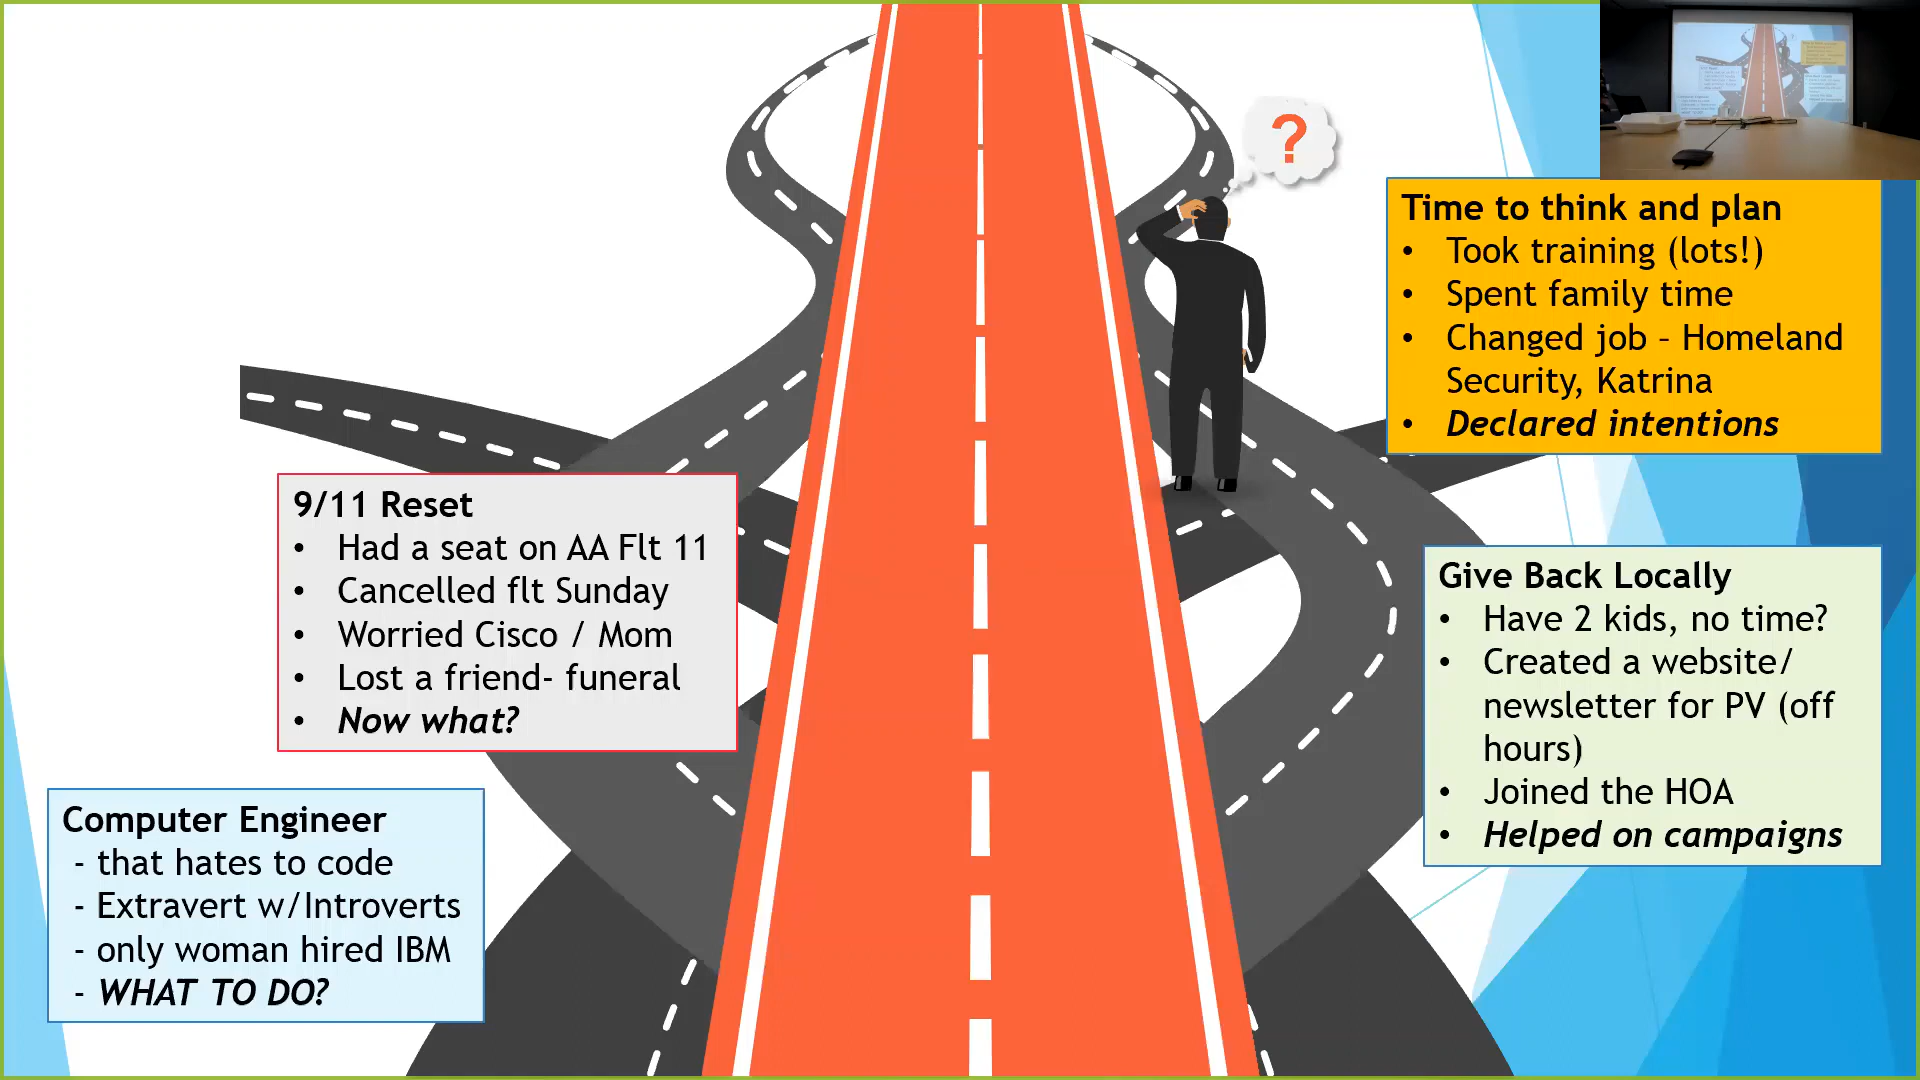 ?
Time to think and plan
• Took training (lots!)
• Spent family time
• Changed job – Homeland
Security, Katrina
• Declared intentions
9/11 Reset
• Had a seat on AA Flt 11
• Cancelled flt Sunday
• Worried Cisco / Mom
• Lost a friend- funeral
• Now what?
Give Back Locally
• Have 2 kids, no time?
• Created a website/
newsletter for PV (off
hours)
• Joined the HOA
• Helped on campaigns
Computer Engineer
- that hates to code
- Extravert w/Introverts
- only woman hired IBM
- WHAT TO DO?